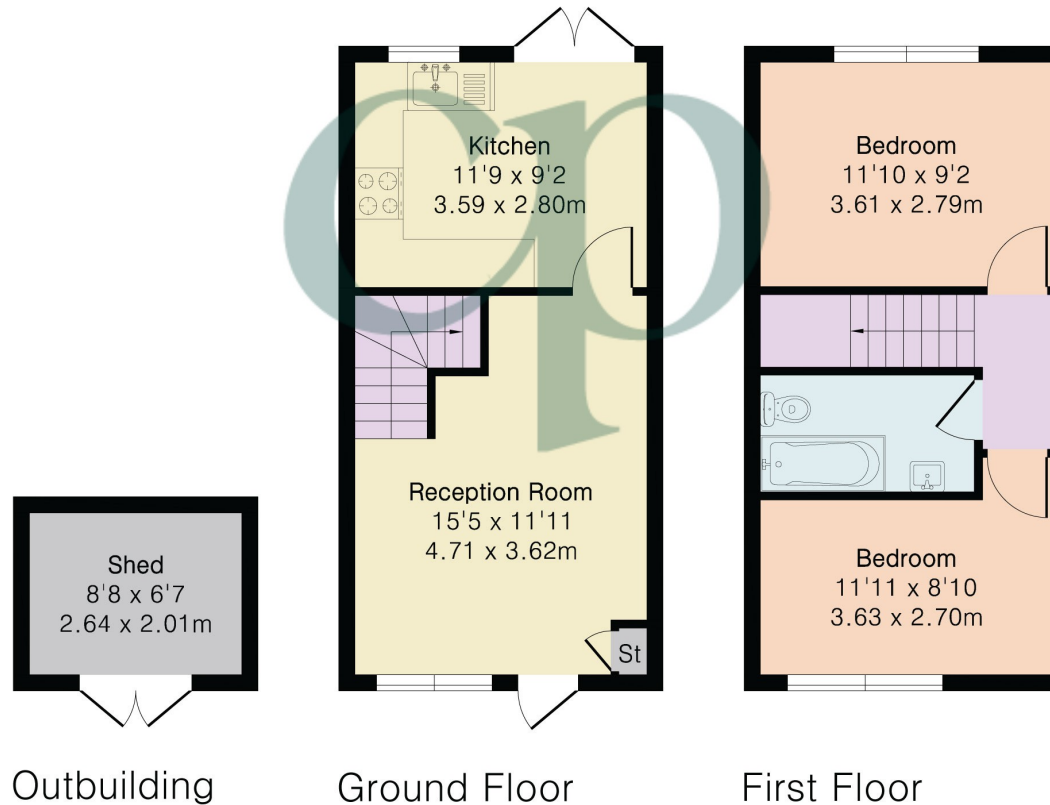 Kitchen
11'9 x 9'2
3.59 x 2.80m
Bedroom
11'10 x 9'2
3.61 x 2.79m
cp
Reception Room
15'5 x 11'11
4.71 x 3.62m
St
Shed
8'8 x 6'7
2.64 x 2.01m
Bedroom
11'11 x 8'10
3.63 x 2.70m
Outbuilding
Ground Floor
First Floor